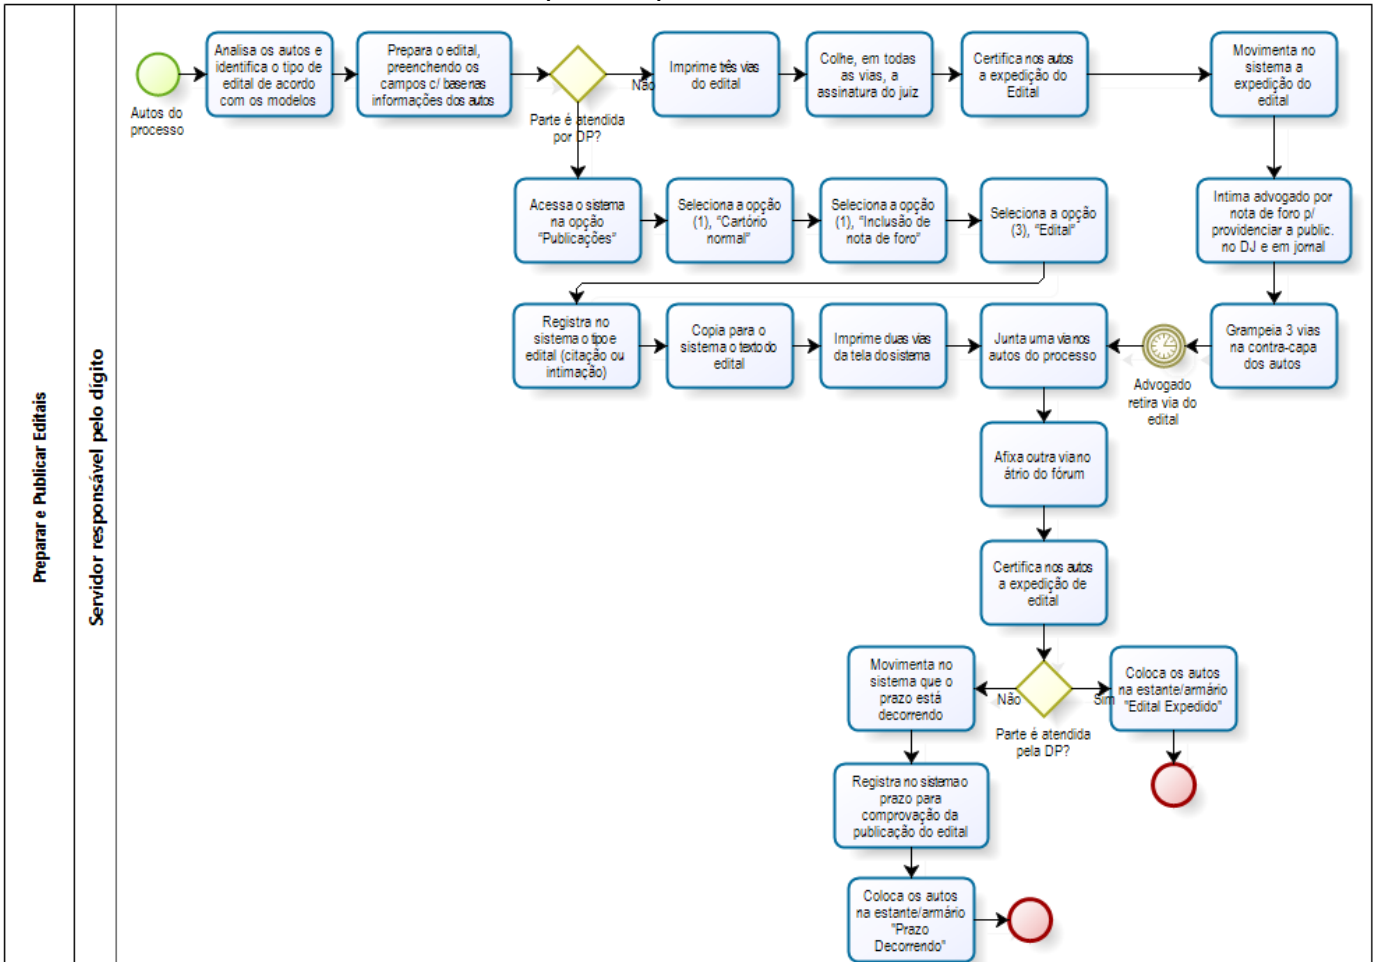 Preparar e Publicar Editais
Servidor responsável pelo dígito
Autos do
processo
Analisa os autos e
identifica o tipo de
edital de acordo
com os modelos
Prepara o edital,
preenchendo os
campos c/ base nas
informações dos autos
Parte é atendida
por DP?
Não
Imprime três vias
do edital
Colhe, em todas
as vias, a
assinatura do juiz
Certifica nos autos
a expedição do
Edital
Movimenta no
sistema a
expedição do
edital
Acessa o sistema
na opção
"Publicações"
Seleciona a opção
(1), "Cartório
normal"
Seleciona a opção
(1), "Inclusão de
nota de foro"
Seleciona a opção
(3), "Edital"
Intima advogado por
nota de foro p/
providenciar a public.
no DJ e em jornal
Registra no
sistema o tipo e
edital (citação ou
intimação)
Copia para o
sistema o texto do
edital
Imprime duas vias
da tela do sistema
Junta uma via nos
autos do processo
Advogado
retira via do
edital
Grampeia 3 vias
na contra-capa
dos autos
Afixa outra via no
átrio do fórum
Certifica nos autos
a expedição de
edital
Movimenta no
sistema que o
prazo está
decorrendo
Não
Sim
Parte é atendida
pela DP?
Coloca os autos
na estante/armário
"Edital Expedido"
Registra no sistema o
prazo para
comprovação da
publicação do edital
Coloca os autos
na estante/armário
"Prazo
Decorrendo"